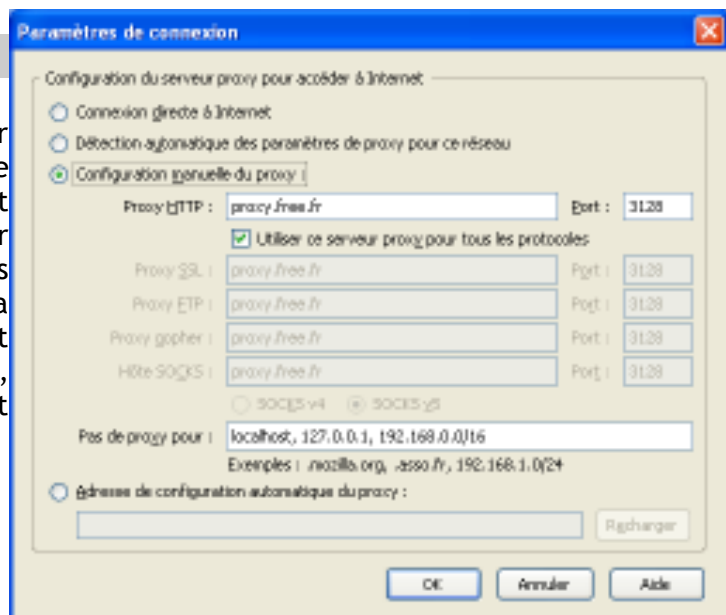 Paramètres de connexion
Configuration du serveur proxy pour accéder à Internet
Connexion directe à Internet
Détection automatique des paramètres de proxy pour ce réseau
Configuration manuelle du proxy :
Proxy HTTP : proxy.free.fr Port : 3128
Utiliser ce serveur proxy pour tous les protocoles
Proxy SSL : proxy.free.fr Port : 3128
Proxy FTP : proxy.free.fr Port : 3128
Proxy gopher : proxy.free.fr Port : 3128
Hôte SOCKS : proxy.free.fr Port : 3128
SOCKS v4 SOCKS v5
Pas de proxy pour : localhost, 127.0.0.1, 192.168.0.0/16
Exemples : .mozilla.org, .asso.fr, 192.168.1.0/24
Adresse de configuration automatique du proxy :
Recharger
OK Annuler Aide